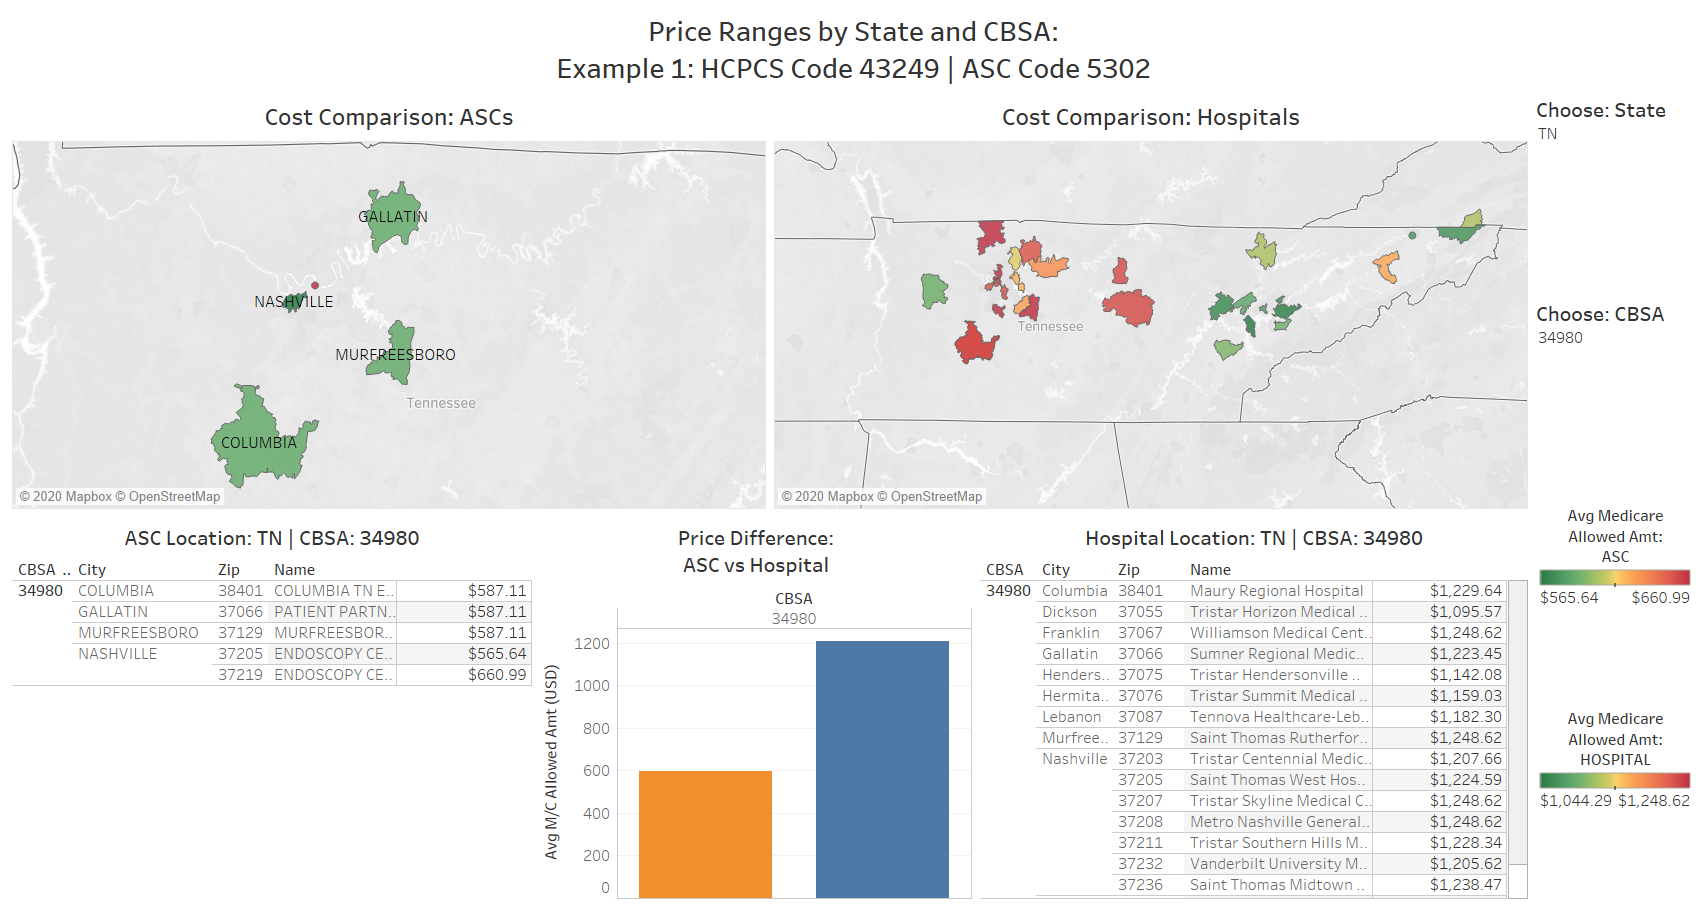 Price Ranges by State and CBSA:
Example 1: HCPCS Code 43249 | ASC Code 5302
Cost Comparison: ASCs
GALLATIN
NASHVILLE
MURFREESBORO
Tennessee
COLUMBIA
© 2020 Mapbox © OpenStreetMap
Cost Comparison: Hospitals
Tennessee
© 2020 Mapbox © OpenStreetMap
Choose: State
TN
Choose: CBSA
34980
ASC Location: TN | CBSA: 34980
CBSA .. City Zip Name
34980 COLUMBIA 38401 COLUMBIA TN E.. $587.11
GALLATIN 37066 PATIENT PARTN.. $587.11
MURFREESBORO 37129 MURFREESBOR.. $587.11
NASHVILLE 37205 ENDOSCOPY CE.. $565.64
37219 ENDOSCOPY CE.. $660.99
Price Difference:
ASC vs Hospital
CBSA
34980
Avg M/C Allowed Amt (USD)
1200
1000
800
600
400
200
0
Hospital Location: TN | CBSA: 34980
CBSA City Zip Name
34980 Columbia 38401 Maury Regional Hospital $1,229.64
Dickson 37055 Tristar Horizon Medical .. $1,095.57
Franklin 37067 Williamson Medical Cent.. $1,248.62
Gallatin 37066 Sumner Regional Medic.. $1,223.45
Henders.. 37075 Tristar Hendersonville .. $1,142.08
Hermita.. 37076 Tristar Summit Medical .. $1,159.03
Lebanon 37087 Tennova Healthcare-Leb.. $1,182.30
Murfree.. 37129 Saint Thomas Rutherfor.. $1,248.62
Nashville 37203 Tristar Centennial Medic.. $1,207.66
37205 Saint Thomas West Hos.. $1,224.59
37207 Tristar Skyline Medical C.. $1,248.62
37208 Metro Nashville General.. $1,248.62
37211 Tristar Southern Hills M.. $1,228.34
37232 Vanderbilt University M.. $1,205.62
37236 Saint Thomas Midtown .. $1,238.47
Avg Medicare
Allowed Amt:
ASC
$565.64 $660.99
Avg Medicare
Allowed Amt:
HOSPITAL
$1,044.29 $1,248.62